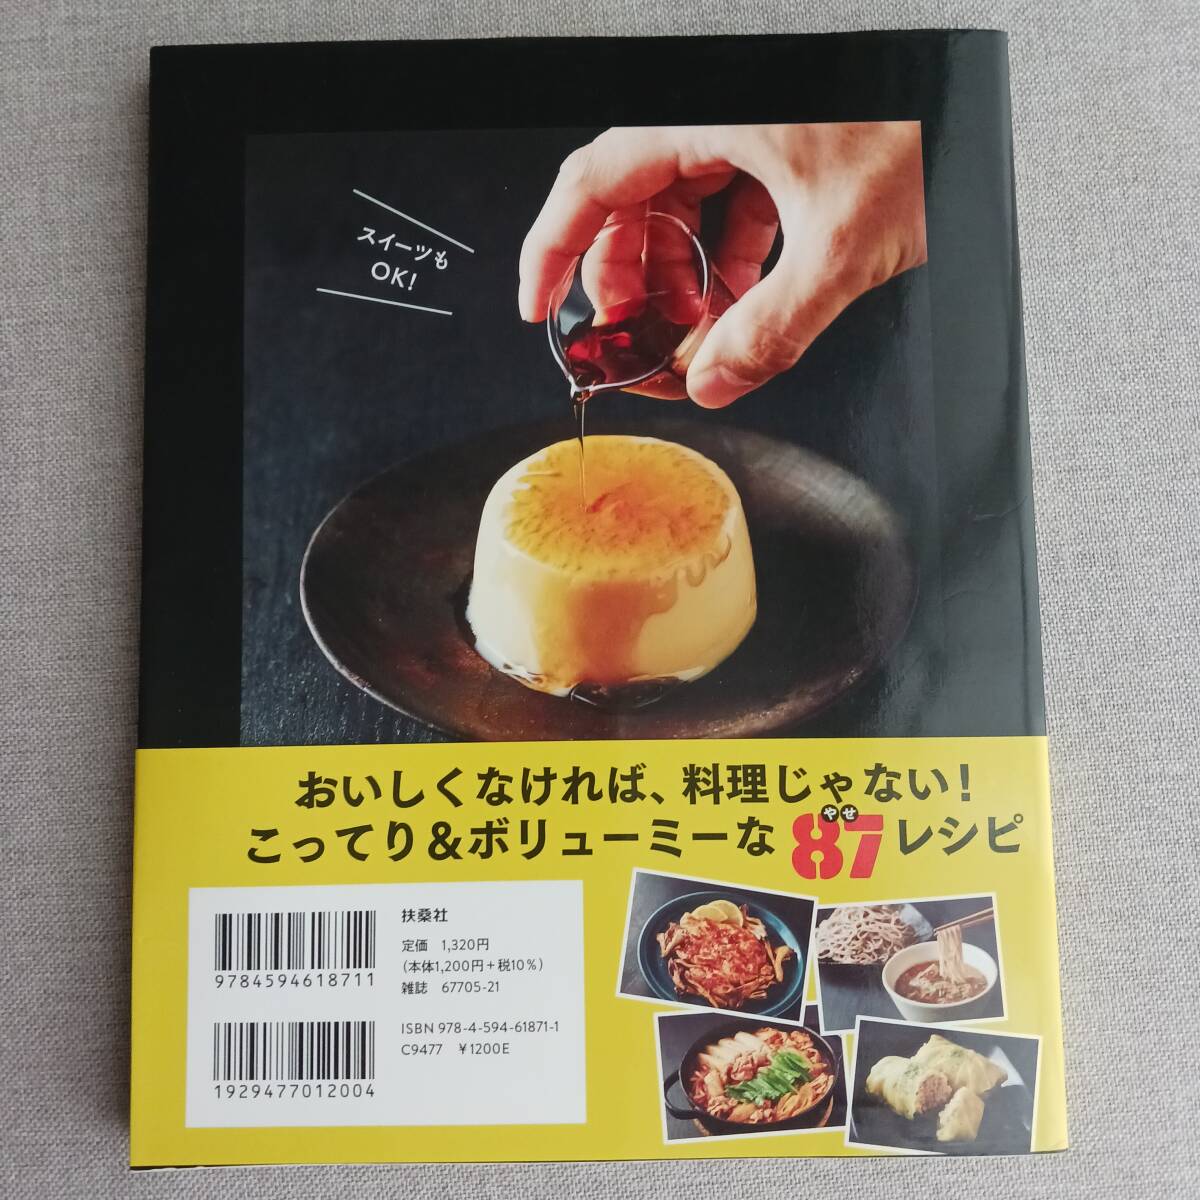 スイーツも
OK!
おいしくなければ、料理じゃない!
こってり&ボリューミーな87レシピ
やせ
扶桑社
定価 1,320円
(本体1,200円+税10%)
雑誌 67705-21
9784594618711
ISBN 978-4-594-61871-1
C9477 ¥1200E
1929477012004